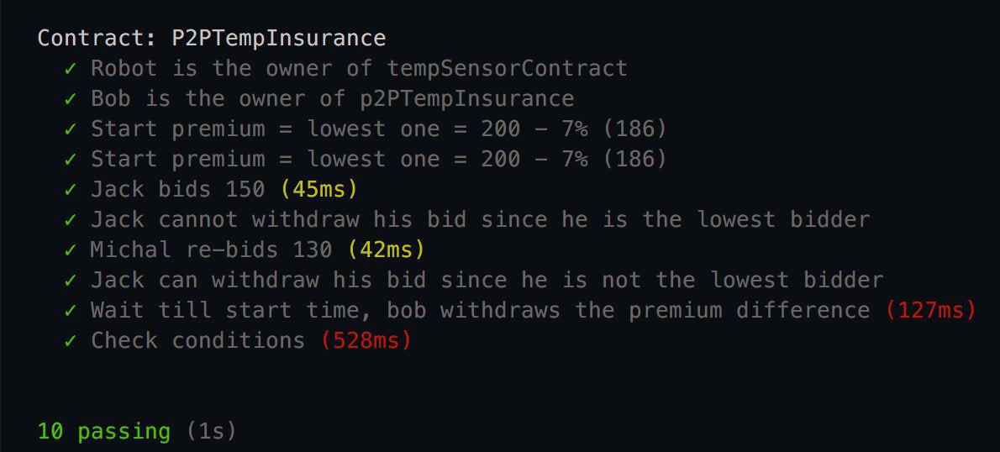 Contract: P2PTempInsurance
✓ Robot is the owner of tempSensorContract
✓ Bob is the owner of p2PTempInsurance
✓ Start premium = lowest one = 200 - 7% (186)
✓ Start premium = lowest one = 200 - 7% (186)
✓ Jack bids 150 (45ms)
✓ Jack cannot withdraw his bid since he is the lowest bidder
✓ Michal re-bids 130 (42ms)
✓ Jack can withdraw his bid since he is not the lowest bidder
✓ Wait till start time, bob withdraws the premium difference (127ms)
✓ Check conditions (528ms)
10 passing (1s)